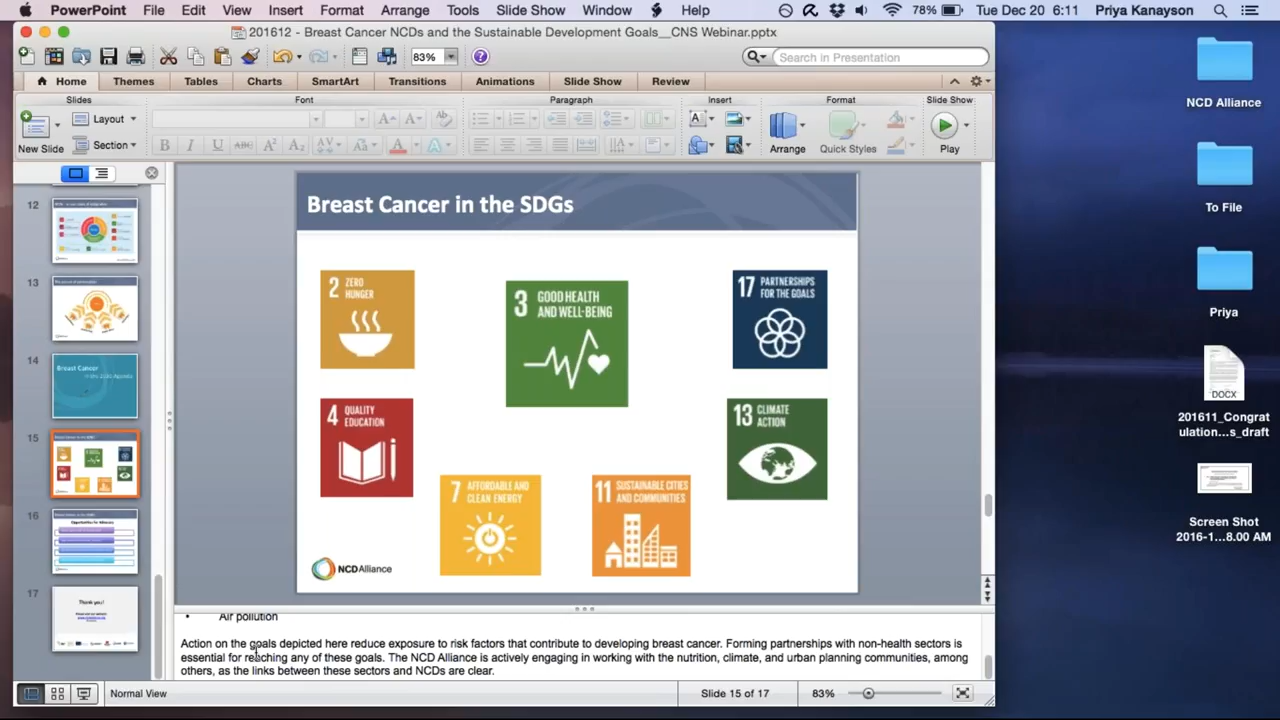 PowerPoint File Edit View Insert Format Arrange Tools Slide Show Window Help 78% Tue Dec 20 6:11 Priya Kanayson
201612 - Breast Cancer NCDs and the Sustainable Development Goals__CNS Webinar.pptx
83% Search in Presentation
Home Themes Tables Charts SmartArt Transitions Animations Slide Show Review
Slides Font Paragraph Insert Format Slide Show
Layout
Section
New Slide
B I U ABC A² A₂
Arrange Quick Styles Play
12
13
14
Breast Cancer
15
16
17
Thank you!
Breast Cancer in the SDGs
2 ZERO
HUNGER
3 GOOD HEALTH
AND WELL-BEING
17 PARTNERSHIPS
FOR THE GOALS
4 QUALITY
EDUCATION
13 CLIMATE
ACTION
7 AFFORDABLE AND
CLEAN ENERGY
11 SUSTAINABLE CITIES
AND COMMUNITIES
NCDAlliance
• Air pollution
Action on the goals depicted here reduce exposure to risk factors that contribute to developing breast cancer. Forming partnerships with non-health sectors is
essential for reaching any of these goals. The NCD Alliance is actively engaging in working with the nutrition, climate, and urban planning communities, among
others, as the links between these sectors and NCDs are clear.
Normal View Slide 15 of 17 83%
NCD Alliance
To File
Priya
DOCX
201611_Congrat
ulation...s_draft
Screen Shot
2016-1...8.00 AM